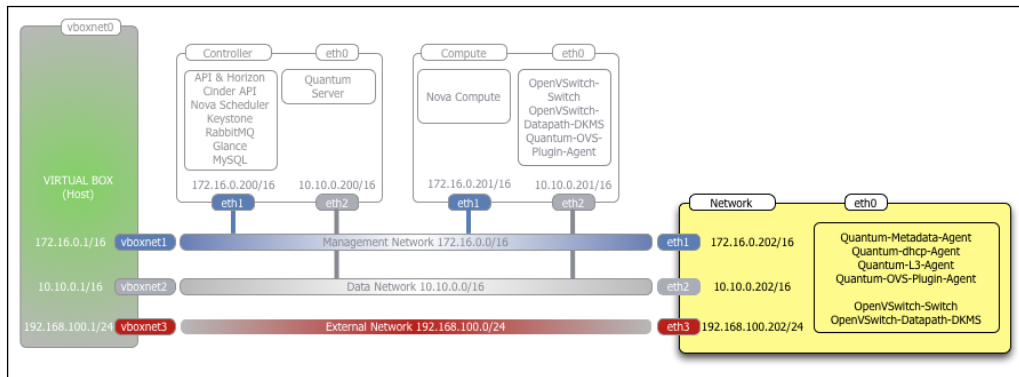 vboxnet0
VIRTUAL BOX
(Host)
172.16.0.1/16
vboxnet1
10.10.0.1/16
vboxnet2
192.168.100.1/24
vboxnet3
Controller
eth0
API & Horizon
Cinder API
Nova Scheduler
Keystone
RabbitMQ
Glance
MySQL
Quantum
Server
172.16.0.200/16
10.10.0.200/16
eth1
eth2
Compute
eth0
Nova Compute
OpenVSwitch-
Switch
OpenVSwitch-
Datapath-DKMS
Quantum-OVS-
Plugin-Agent
172.16.0.201/16
10.10.0.201/16
eth1
eth2
Management Network 172.16.0.0/16
Data Network 10.10.0.0/16
External Network 192.168.100.0/24
Network
eth0
eth1
172.16.0.202/16
eth2
10.10.0.202/16
eth3
192.168.100.202/24
Quantum-Metadata-Agent
Quantum-dhcp-Agent
Quantum-L3-Agent
Quantum-OVS-Plugin-Agent
OpenVSwitch-Switch
OpenVSwitch-Datapath-DKMS